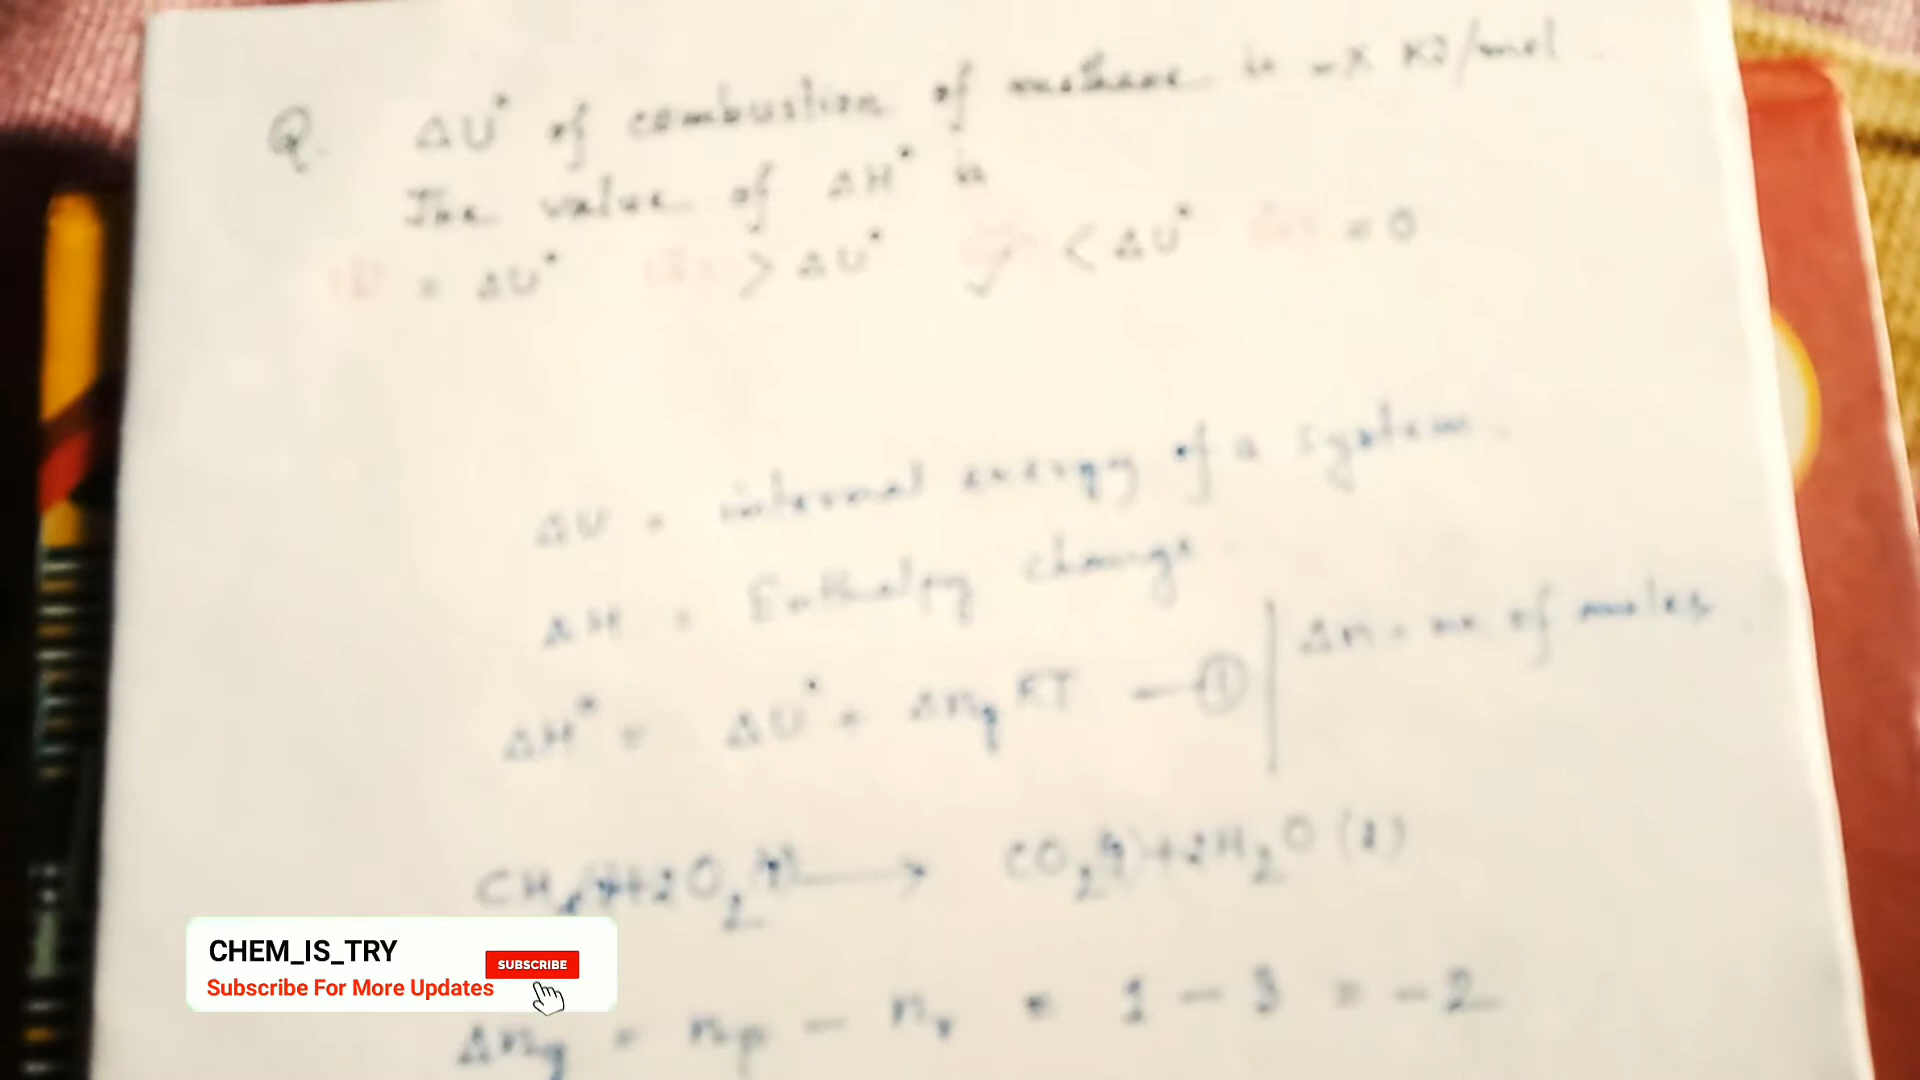 Q. ΔU° of combustion of methane is -X KJ/mol.
The value of ΔH° is
= ΔU° > ΔU° ✓ < ΔU° = 0
ΔU = internal energy of a system.
ΔH = Enthalpy change.
ΔH° = ΔU° + Δng RT —① | Δn = no of moles.
CH4(g)+2O2(g) → CO2(g)+2H2O(l)
CHEM_IS_TRY
SUBSCRIBE
Subscribe For More Updates
Δng = np - nr = 1 - 3 = -2